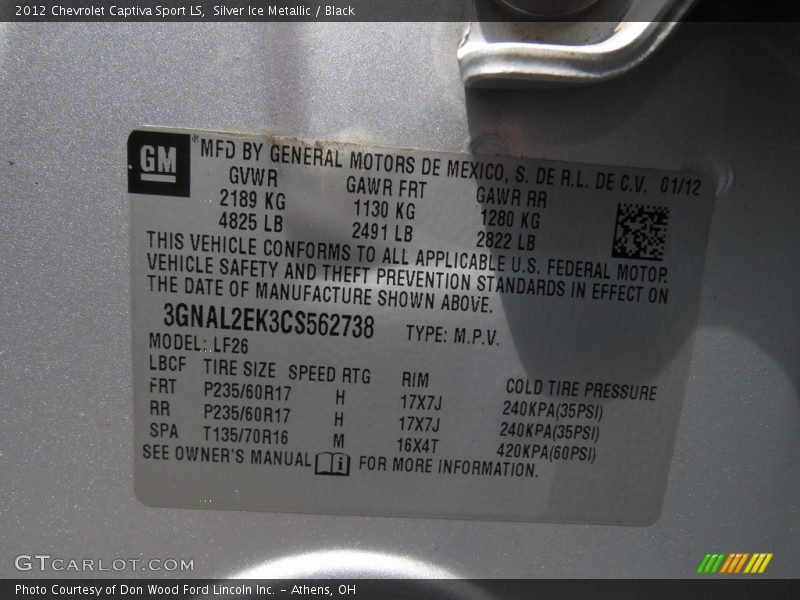 2012 Chevrolet Captiva Sport LS, Silver Ice Metallic / Black
GM
® MFD BY GENERAL MOTORS DE MEXICO, S. DE R.L. DE C.V. 01/12
GVWR GAWR FRT GAWR RR
2189 KG 1130 KG 1280 KG
4825 LB 2491 LB 2822 LB
THIS VEHICLE CONFORMS TO ALL APPLICABLE U.S. FEDERAL MOTOR
VEHICLE SAFETY AND THEFT PREVENTION STANDARDS IN EFFECT ON
THE DATE OF MANUFACTURE SHOWN ABOVE.
3GNAL2EK3CS562738 TYPE: M.P.V.
MODEL: LF26
LBCF TIRE SIZE SPEED RTG RIM COLD TIRE PRESSURE
FRT P235/60R17 H 17X7J 240KPA(35PSI)
RR P235/60R17 H 17X7J 240KPA(35PSI)
SPA T135/70R16 M 16X4T 420KPA(60PSI)
SEE OWNER'S MANUAL i FOR MORE INFORMATION.
GTCARLOT.COM
Photo Courtesy of Don Wood Ford Lincoln Inc. - Athens, OH